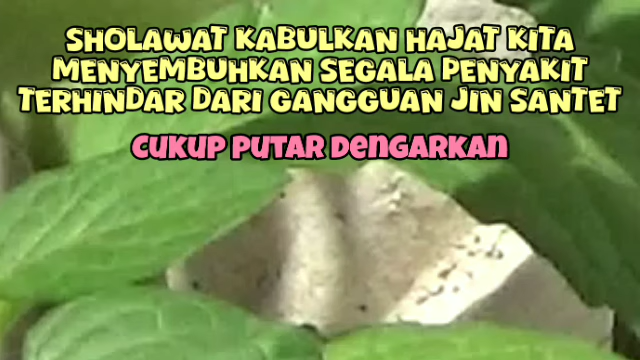 SHOLAWAT KABULKAN HAJAT KITA
MENYEMBUHKAN SEGALA PENYAKIT
TERHINDAR DARI GANGGUAN JIN SANTET
CUKUP PUTAR DENGARKAN